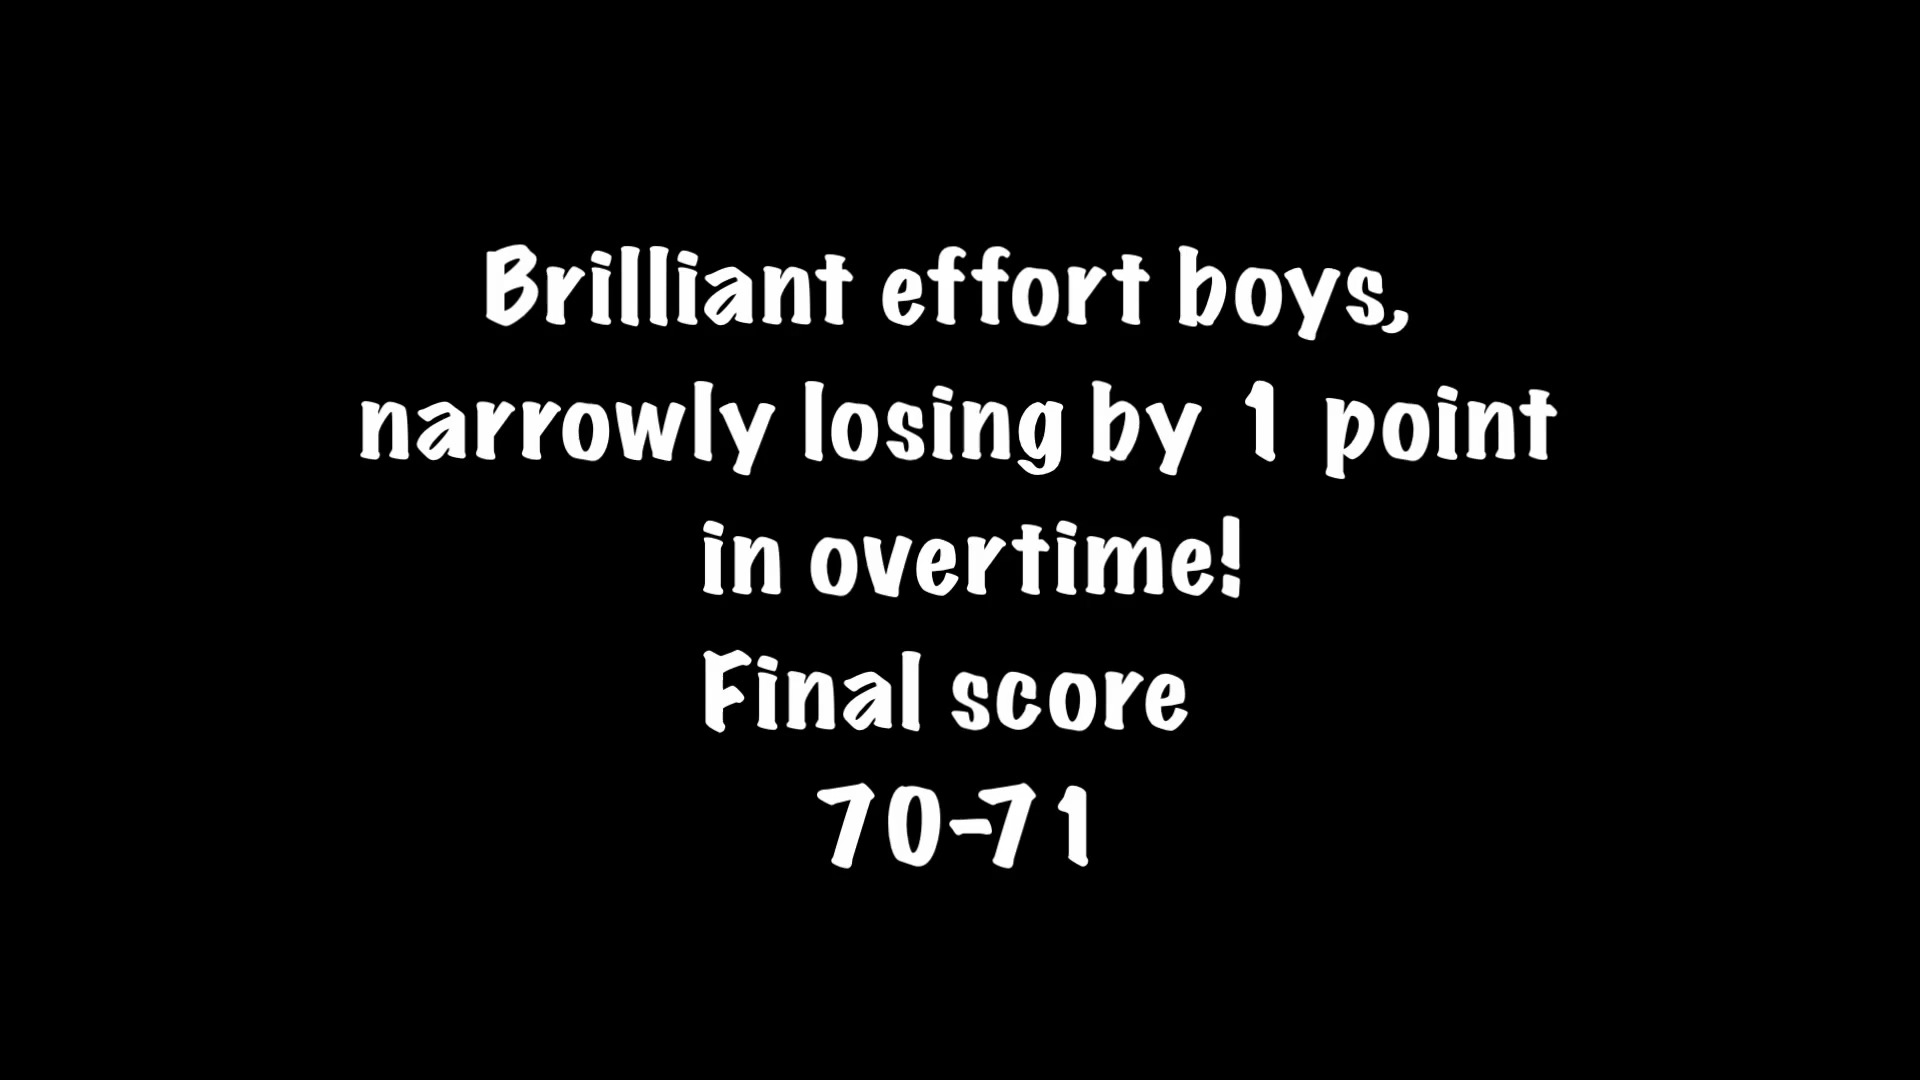 Brilliant effort boys,
narrowly losing by 1 point
in overtime!
Final score
70-71